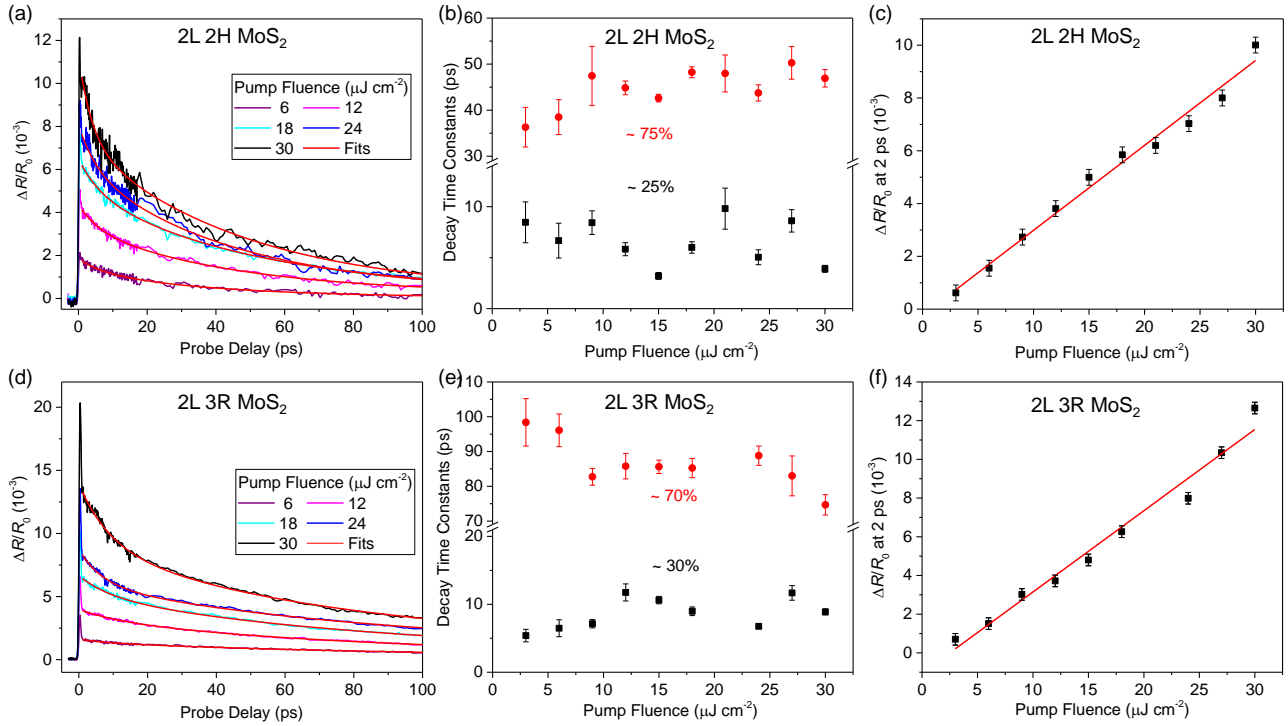 (a)
2L 2H MoS₂
Pump Fluence (μJ cm⁻²)
6 12
18 24
30 Fits
ΔR/R₀ (10⁻³)
12
10
8
6
4
2
0
0 20 40 60 80 100
Probe Delay (ps)
(b)
2L 2H MoS₂
Decay Time Constants (ps)
60
50
40
30
10
0
~ 75%
~ 25%
0 5 10 15 20 25 30
Pump Fluence (μJ cm⁻²)
(c)
2L 2H MoS₂
ΔR/R₀ at 2 ps (10⁻³)
10
8
6
4
2
0
0 5 10 15 20 25 30
Pump Fluence (μJ cm⁻²)
(d)
2L 3R MoS₂
Pump Fluence (μJ cm⁻²)
6 12
18 24
30 Fits
ΔR/R₀ (10⁻³)
20
15
10
5
0
0 20 40 60 80 100
Probe Delay (ps)
(e)
2L 3R MoS₂
Decay Time Constants (ps)
110
100
90
80
70
20
15
10
5
0
~ 70%
~ 30%
0 5 10 15 20 25 30
Pump Fluence (μJ cm⁻²)
(f)
2L 3R MoS₂
ΔR/R₀ at 2 ps (10⁻³)
14
12
10
8
6
4
2
0
0 5 10 15 20 25 30
Pump Fluence (μJ cm⁻²)